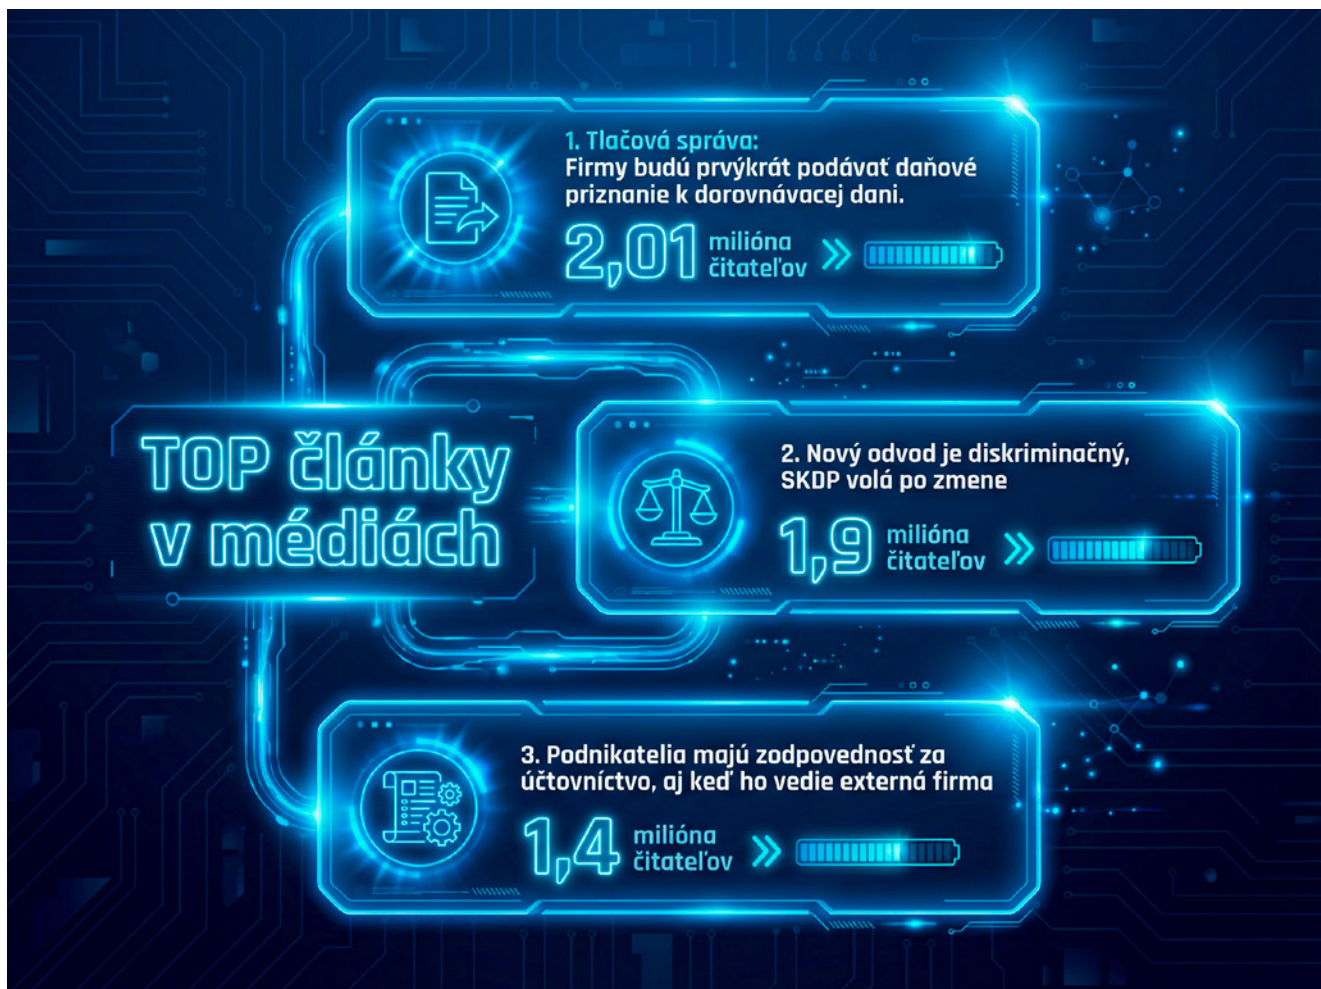 TOP články
v médiách
1. Tlačová správa:
Firmy budú prvýkrát podávať daňové
priznanie k dorovnávacej dani.
2,01 milióna
čitateľov
2. Nový odvod je diskriminačný,
SKDP volá po zmene
1,9 milióna
čitateľov
3. Podnikatelia majú zodpovednosť za
účtovníctvo, aj keď ho vedie externá firma
1,4 milióna
čitateľov